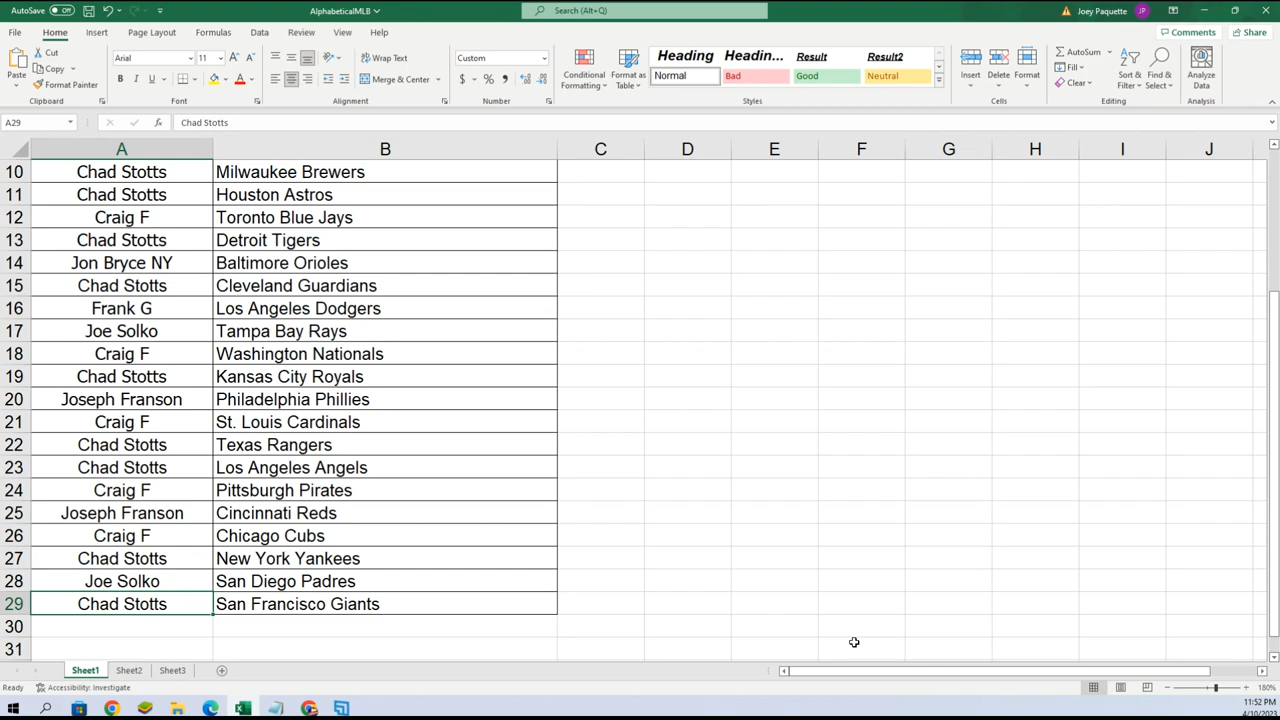 AutoSave Off AlphabeticalMLB Search (Alt+Q) Joey Paquette JP
File Home Insert Page Layout Formulas Data Review View Help Comments Share
Paste Cut Copy Format Painter Clipboard
Arial 11 A A B I U A Font
Wrap Text Merge & Center Alignment
Custom $ % , Number
Conditional Formatting Format as Table
Heading Headin... Result Result2
Normal Bad Good Neutral
Styles
Insert Delete Format Cells
AutoSum Fill Clear Sort & Filter Find & Select Editing
Analyze Data Analysis
A29 fx Chad Stotts
A B C D E F G H I J
10 Chad Stotts Milwaukee Brewers
11 Chad Stotts Houston Astros
12 Craig F Toronto Blue Jays
13 Chad Stotts Detroit Tigers
14 Jon Bryce NY Baltimore Orioles
15 Chad Stotts Cleveland Guardians
16 Frank G Los Angeles Dodgers
17 Joe Solko Tampa Bay Rays
18 Craig F Washington Nationals
19 Chad Stotts Kansas City Royals
20 Joseph Franson Philadelphia Phillies
21 Craig F St. Louis Cardinals
22 Chad Stotts Texas Rangers
23 Chad Stotts Los Angeles Angels
24 Craig F Pittsburgh Pirates
25 Joseph Franson Cincinnati Reds
26 Craig F Chicago Cubs
27 Chad Stotts New York Yankees
28 Joe Solko San Diego Padres
29 Chad Stotts San Francisco Giants
30
31
Sheet1 Sheet2 Sheet3
Ready Accessibility: Investigate 180%
11:52 PM
4/10/2023